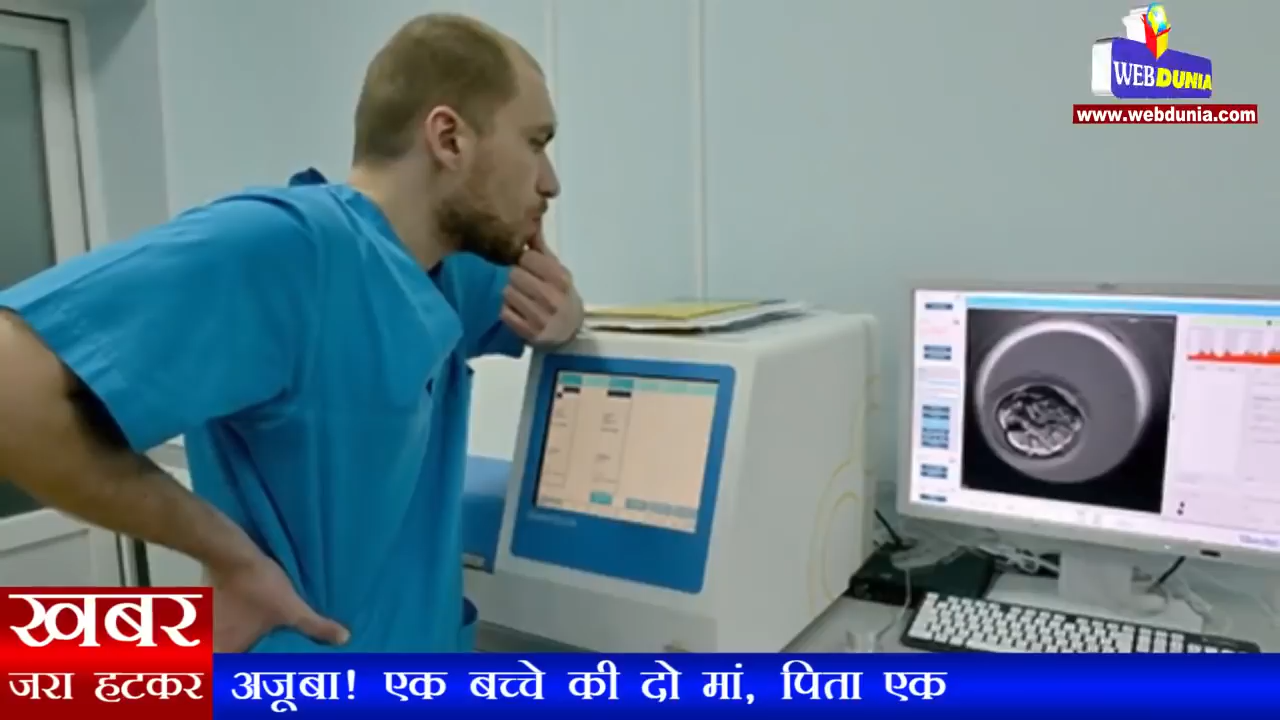 WEBDUNIA
www.webdunia.com
खबर
जरा हटकर
अजूबा! एक बच्चे की दो मां, पिता एक